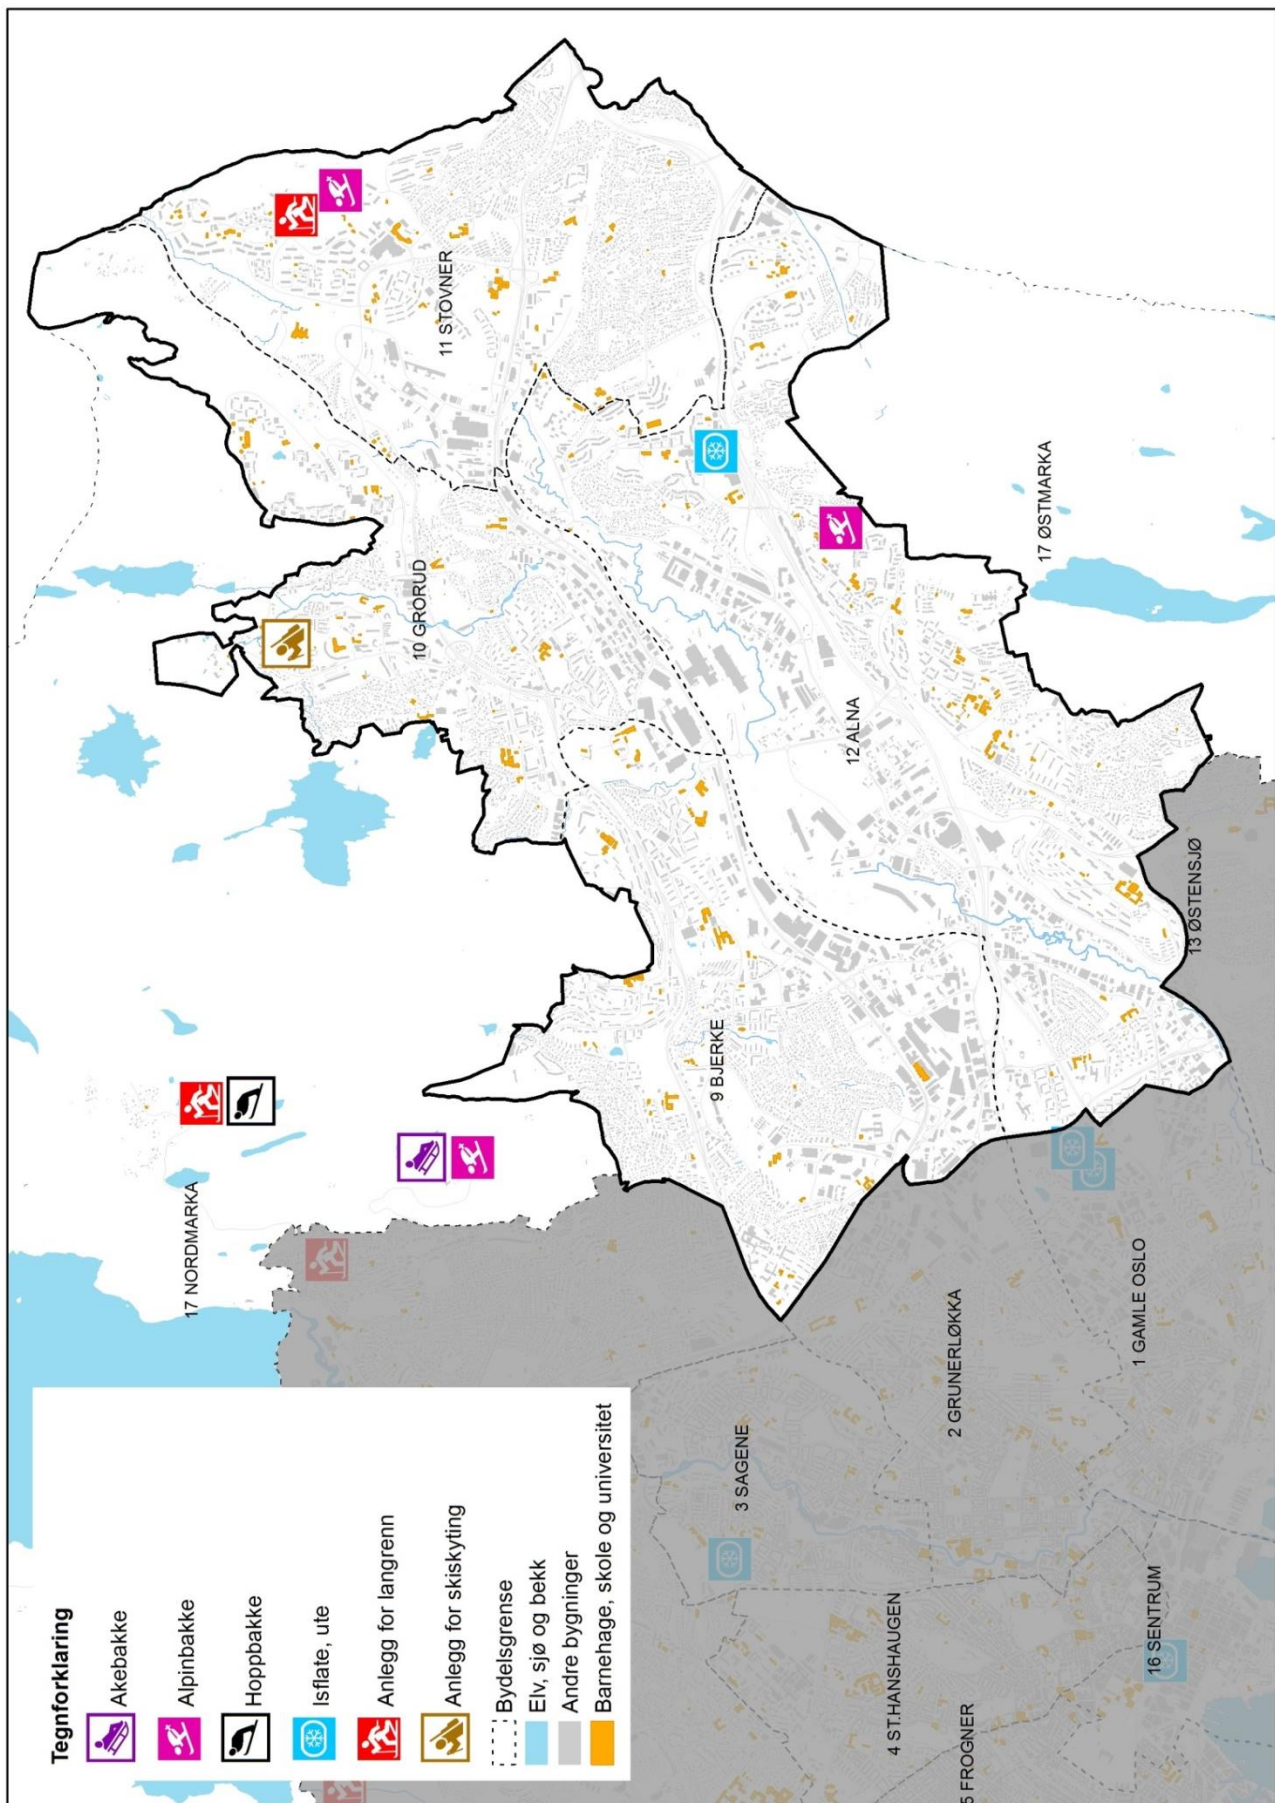 Tegnforklaring
Akebakke
Alpinbakke
Hoppbakke
Isflate, ute
Anlegg for langrenn
Anlegg for skiskyting
Bydelsgrense
Elv, sjø og bekk
Andre bygninger
Barnehage, skole og universitet
17 NORDMARKA
10 GRORUD
11 STOVNER
9 BJERKE
12 ALNA
17 ØSTMARKA
13 ØSTENSJØ
3 SAGENE
2 GRUNERLØKKA
1 GAMLE OSLO
4 ST.HANSHAUGEN
16 SENTRUM
5 FROGNER